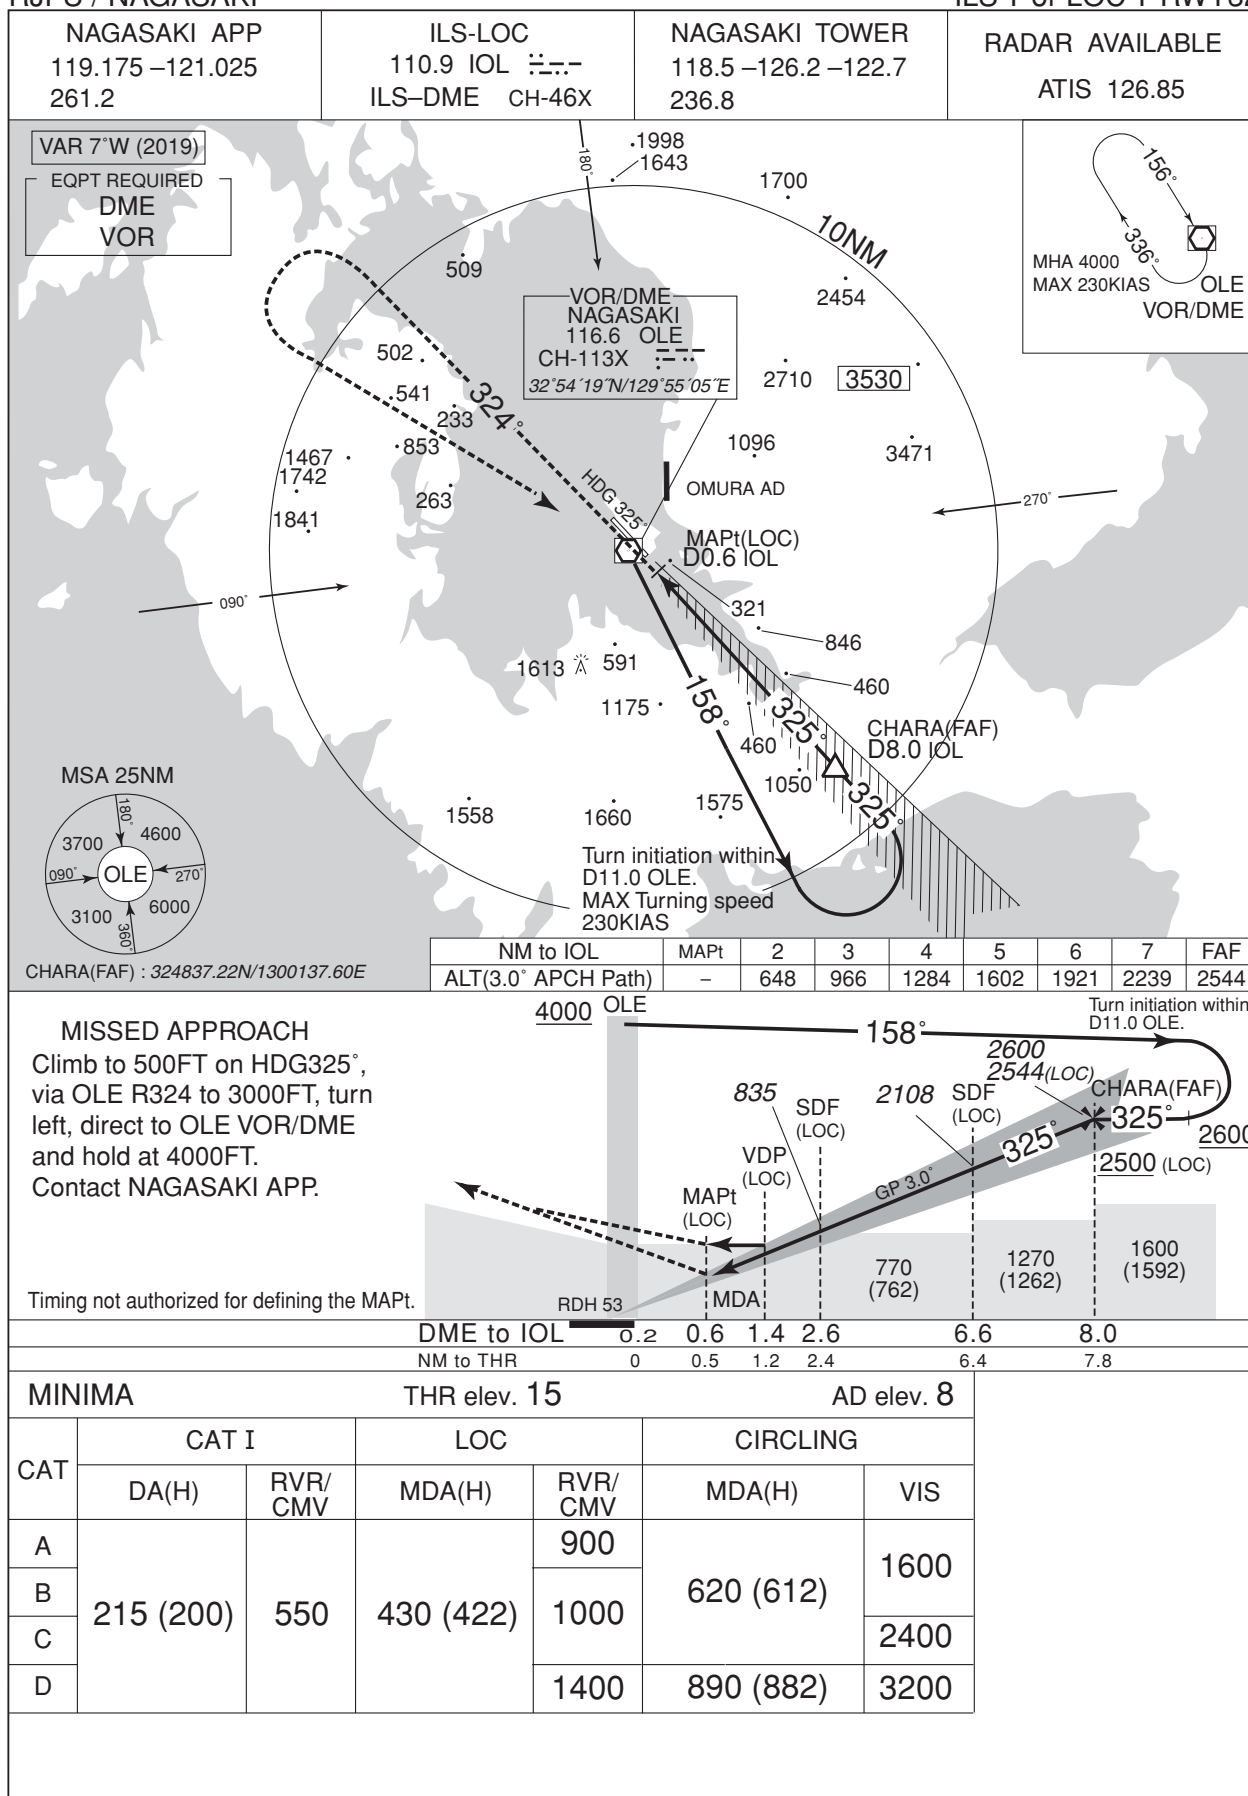 NAGASAKI APP
119.175 –121.025
261.2
ILS-LOC
110.9 IOL
ILS–DME CH-46X
NAGASAKI TOWER
118.5 –126.2 –122.7
236.8
RADAR AVAILABLE
ATIS 126.85
VAR 7°W (2019)
EQPT REQUIRED
DME
VOR
180°
1998
1643
1700
10NM
2454
509
156°
336°
MHA 4000
MAX 230KIAS
OLE
VOR/DME
VOR/DME
NAGASAKI
116.6 OLE
CH-113X
32°54´19˝N/129°55´05˝E
502
541
233
324°
2710
3530
853
1467
1742
263
1841
1096
3471
HDG 325°
OMURA AD
270°
MAPt(LOC)
D0.6 IOL
090°
321
846
1613
591
460
1175
158°
325°
460
CHARA(FAF)
D8.0 IOL
1050
325°
1558
1660
1575
MSA 25NM
180°
3700
4600
090°
OLE
270°
3100
6000
360°
Turn initiation within
D11.0 OLE.
MAX Turning speed
230KIAS
CHARA(FAF) : 324837.22N/1300137.60E
NM to IOL MAPt 2 3 4 5 6 7 FAF
ALT(3.0° APCH Path) – 648 966 1284 1602 1921 2239 2544
MISSED APPROACH
Climb to 500FT on HDG325°,
via OLE R324 to 3000FT, turn
left, direct to OLE VOR/DME
and hold at 4000FT.
Contact NAGASAKI APP.
Timing not authorized for defining the MAPt.
4000 OLE
158°
Turn initiation within
D11.0 OLE.
2600
2544(LOC)
CHARA(FAF)
835
2108
SDF
(LOC)
SDF
(LOC)
325°
325°
2600
2500 (LOC)
VDP
(LOC)
GP 3.0°
MAPt
(LOC)
770
(762)
1270
(1262)
1600
(1592)
MDA
RDH 53
DME to IOL 0.2 0.6 1.4 2.6 6.6 8.0
NM to THR 0 0.5 1.2 2.4 6.4 7.8
MINIMA THR elev. 15 AD elev. 8
CAT
CAT I LOC CIRCLING
DA(H) RVR/CMV MDA(H) RVR/CMV MDA(H) VIS
A
B
C
D
215 (200)
550
430 (422)
900
1000
1400
620 (612)
890 (882)
1600
2400
3200